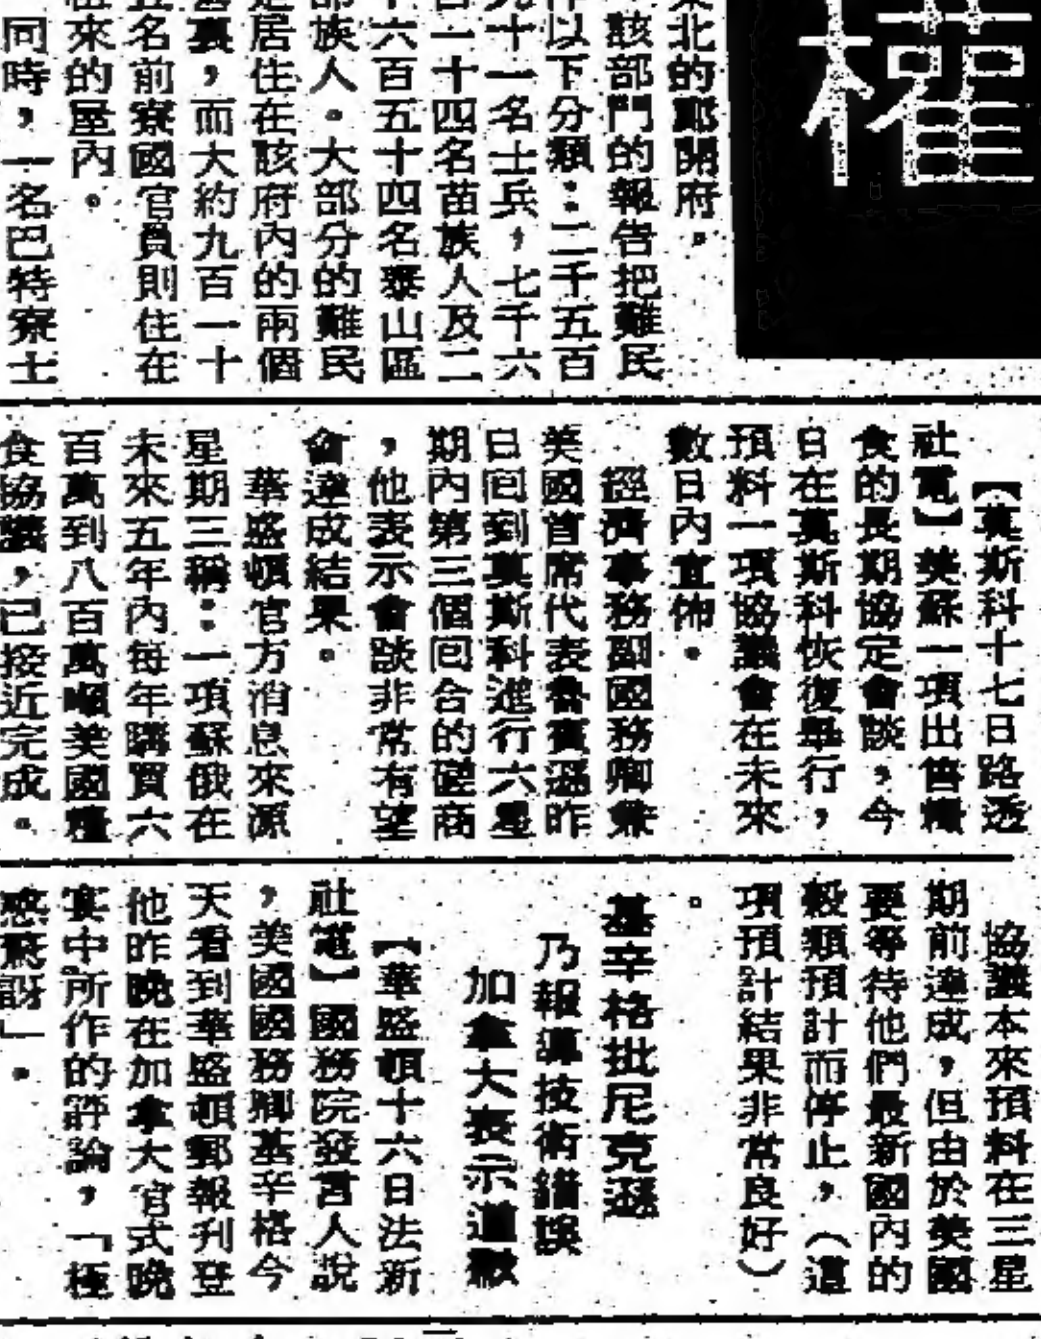 權
東北的耶開府。
該部門的報告把難民
作以下分類：二千五百
九十一名士兵，七千六
百一十四名苗族人及二
千六百五十四名泰山區
部族人。大部分的難民
是居住在該府內的兩個
裏，而大約九百一十
五名前寮國官員則住在
租來的屋內。
同時，一名巴特寮士
【莫斯科十七日路透
社電】美蘇一項出售糧
食的長期協定會談，今
日在莫斯科恢復舉行，
預料一項協議會在未來
數日內宣佈。
經濟事務副國務卿兼
美國首席代表魯賓遜昨
日囘到莫斯科進行六星
期內第三個囘合的磋商
，他表示會談非常有望
會達成結果。
華盛頓官方消息來源
星期三稱：一項蘇俄在
未來五年內每年購買六
百萬到八百萬噸美國糧
食協議，已接近完成。
協議本來預料在三星
期前達成，但由於美國
要等待他們最新國內的
穀類預計而停止，（這
項預計結果非常良好）
。
基辛格批尼克遜
乃報導技術錯誤
加拿大表示道歉
【華盛頓十六日法新
社電】國務院發言人說
，美國國務卿基辛格今
天看到華盛頓郵報刋登
他昨晚在加拿大官式晚
宴中所作的評論，「極
感驚訝」。